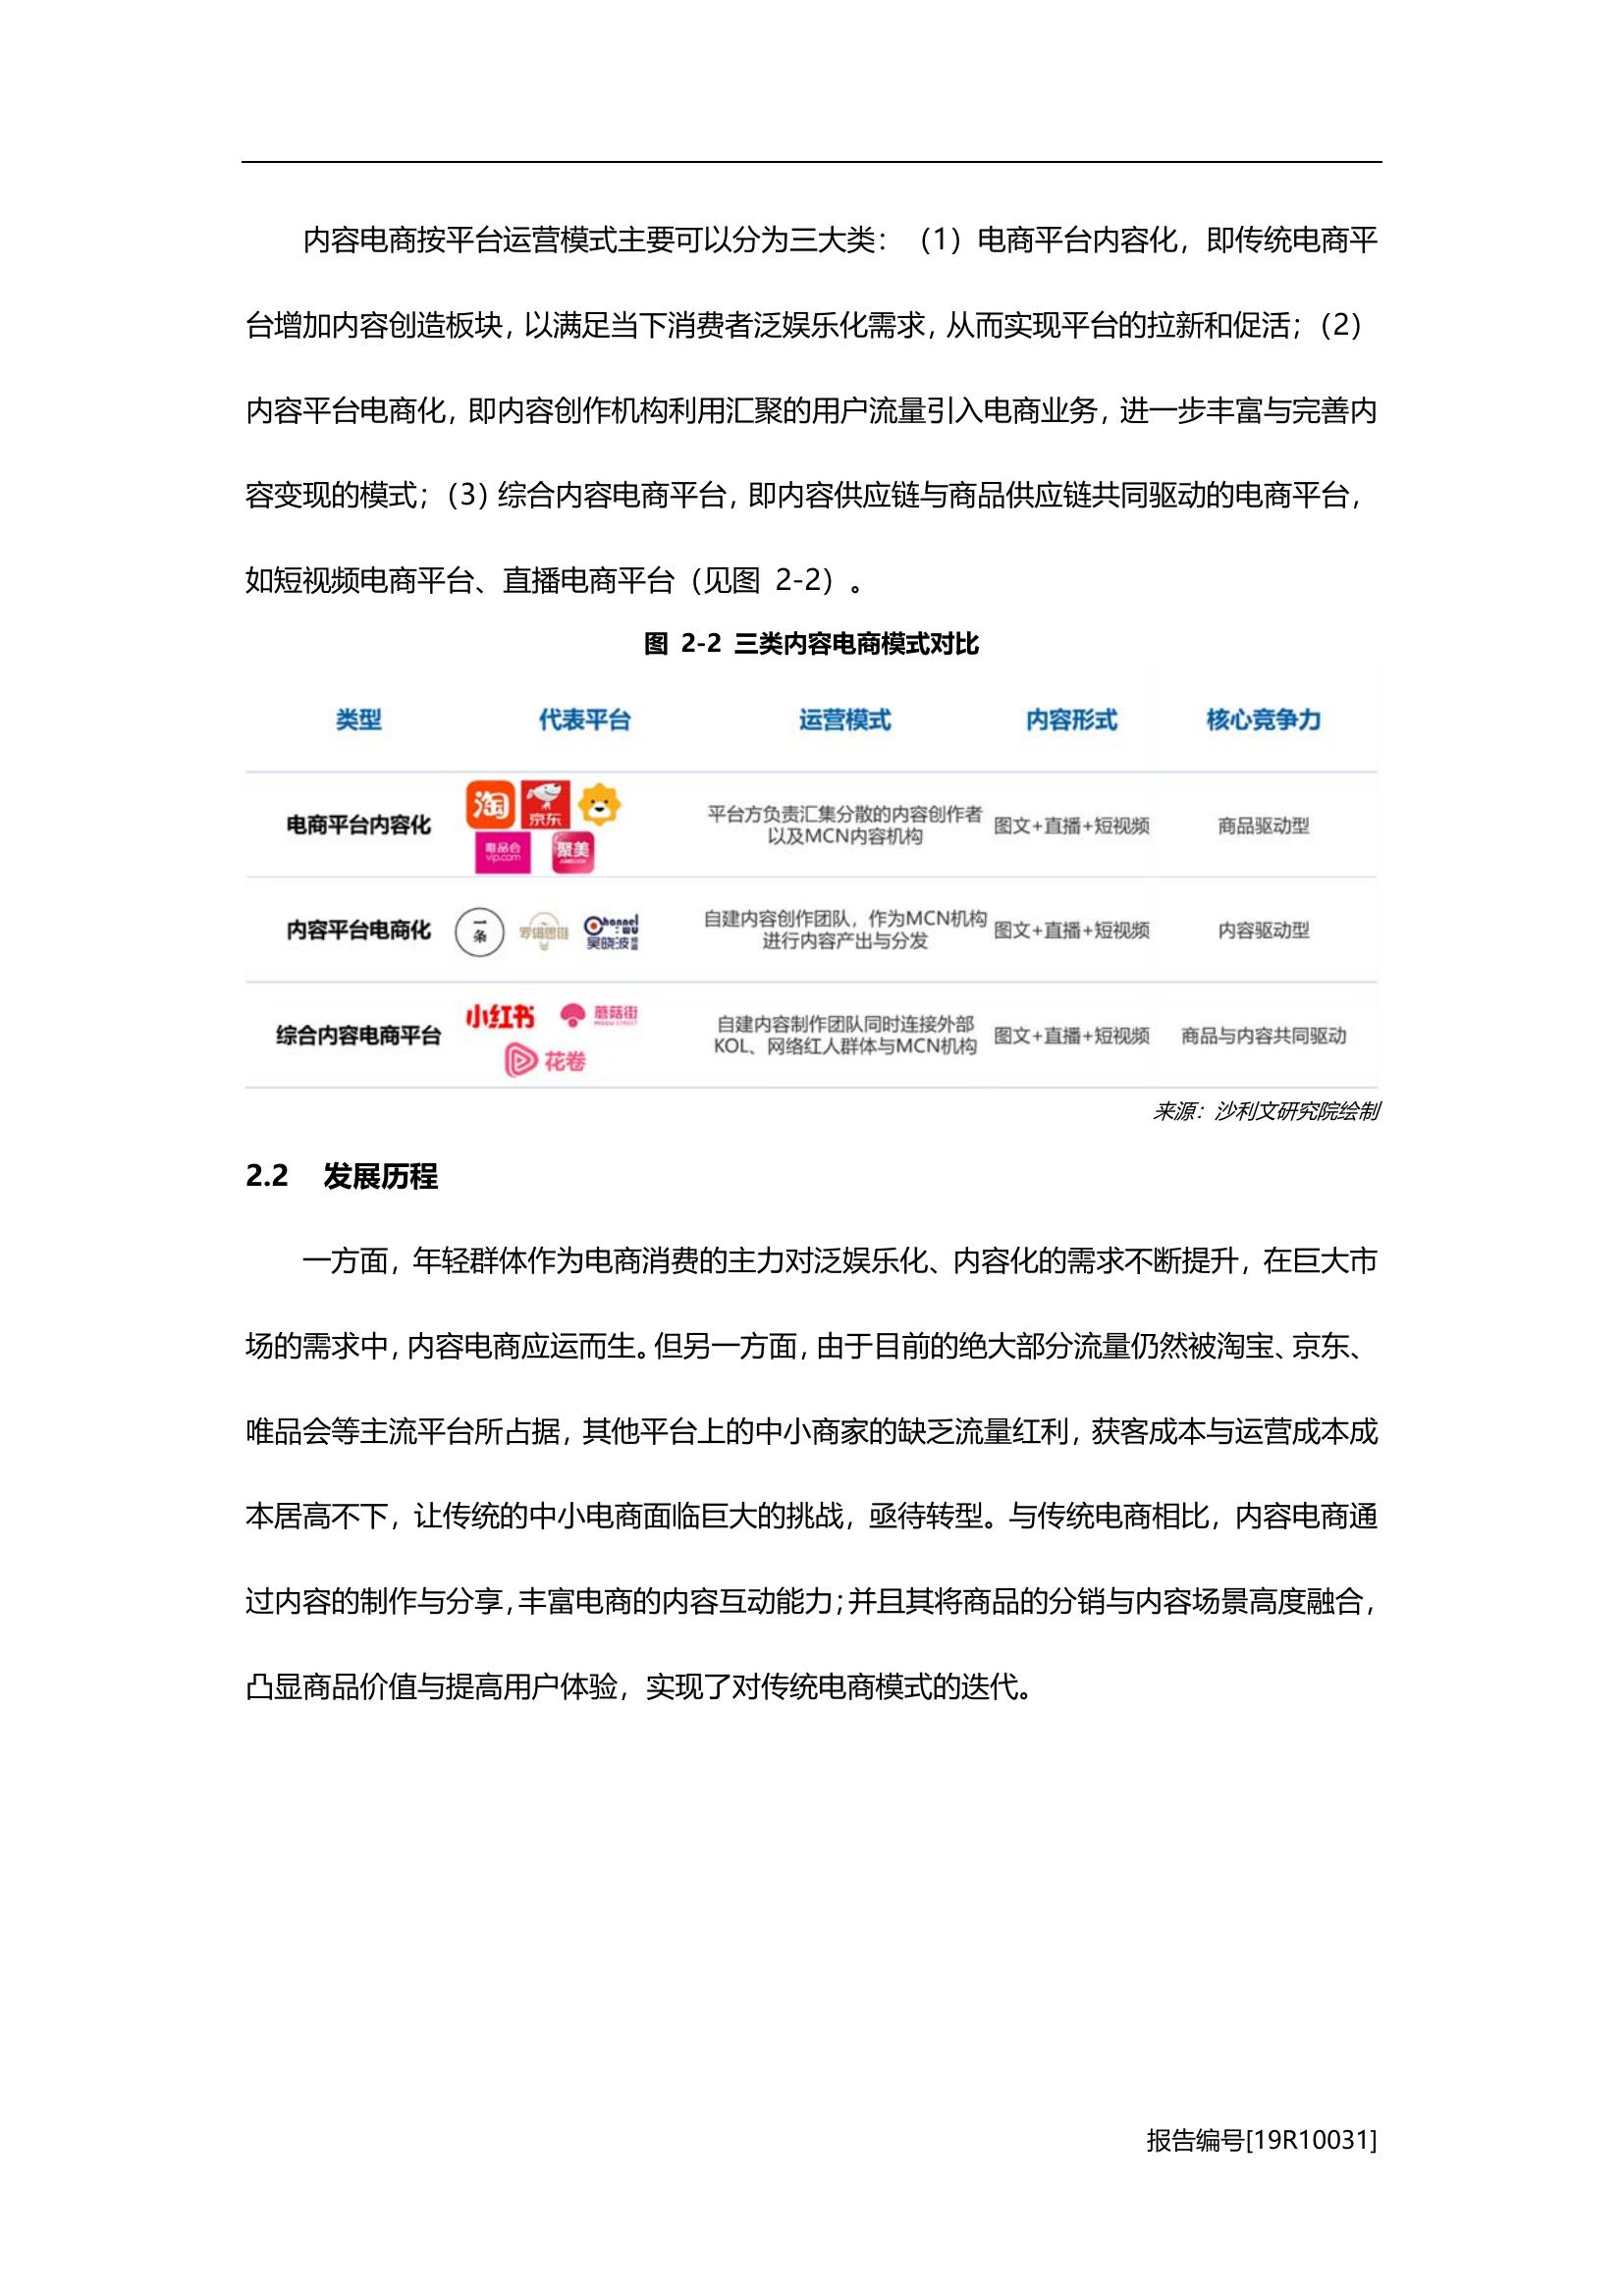 内容电商按平台运营模式主要可以分为三大类：（1）电商平台内容化，即传统电商平
台增加内容创造板块，以满足当下消费者泛娱乐化需求，从而实现平台的拉新和促活；（2）
内容平台电商化，即内容创作机构利用汇聚的用户流量引入电商业务，进一步丰富与完善内
容变现的模式；（3）综合内容电商平台，即内容供应链与商品供应链共同驱动的电商平台，
如短视频电商平台、直播电商平台（见图 2-2）。
图 2-2 三类内容电商模式对比
类型 代表平台 运营模式 内容形式 核心竞争力
电商平台内容化
淘 京东
唯品会 vip.com 聚美
平台方负责汇集分散的内容创作者
以及MCN内容机构
图文+直播+短视频
商品驱动型
内容平台电商化
一条 罗辑思维 Channel Wu 吴晓波频道
自建内容创作团队，作为MCN机构
进行内容产出与分发
图文+直播+短视频
内容驱动型
综合内容电商平台
小红书 蘑菇街 MOGU STREET
花卷
自建内容制作团队同时连接外部
KOL、网络红人群体与MCN机构
图文+直播+短视频
商品与内容共同驱动
来源：沙利文研究院绘制
2.2 发展历程
一方面，年轻群体作为电商消费的主力对泛娱乐化、内容化的需求不断提升，在巨大市
场的需求中，内容电商应运而生。但另一方面，由于目前的绝大部分流量仍然被淘宝、京东、
唯品会等主流平台所占据，其他平台上的中小商家的缺乏流量红利，获客成本与运营成本成
本居高不下，让传统的中小电商面临巨大的挑战，亟待转型。与传统电商相比，内容电商通
过内容的制作与分享，丰富电商的内容互动能力；并且其将商品的分销与内容场景高度融合，
凸显商品价值与提高用户体验，实现了对传统电商模式的迭代。
报告编号[19R10031]